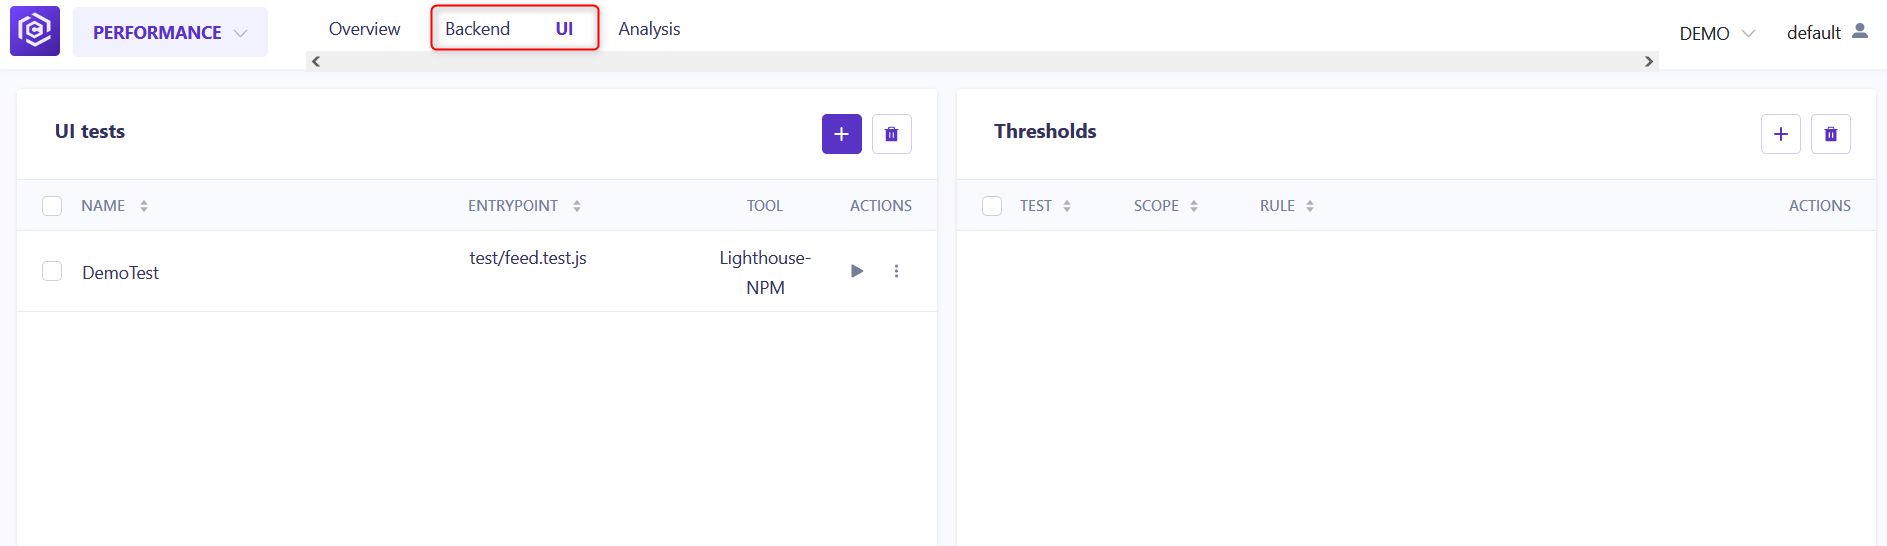 PERFORMANCE
Overview Backend UI Analysis
DEMO
default
UI tests
NAME ENTRYPOINT TOOL ACTIONS
DemoTest test/feed.test.js Lighthouse-
NPM
Thresholds
TEST SCOPE RULE ACTIONS